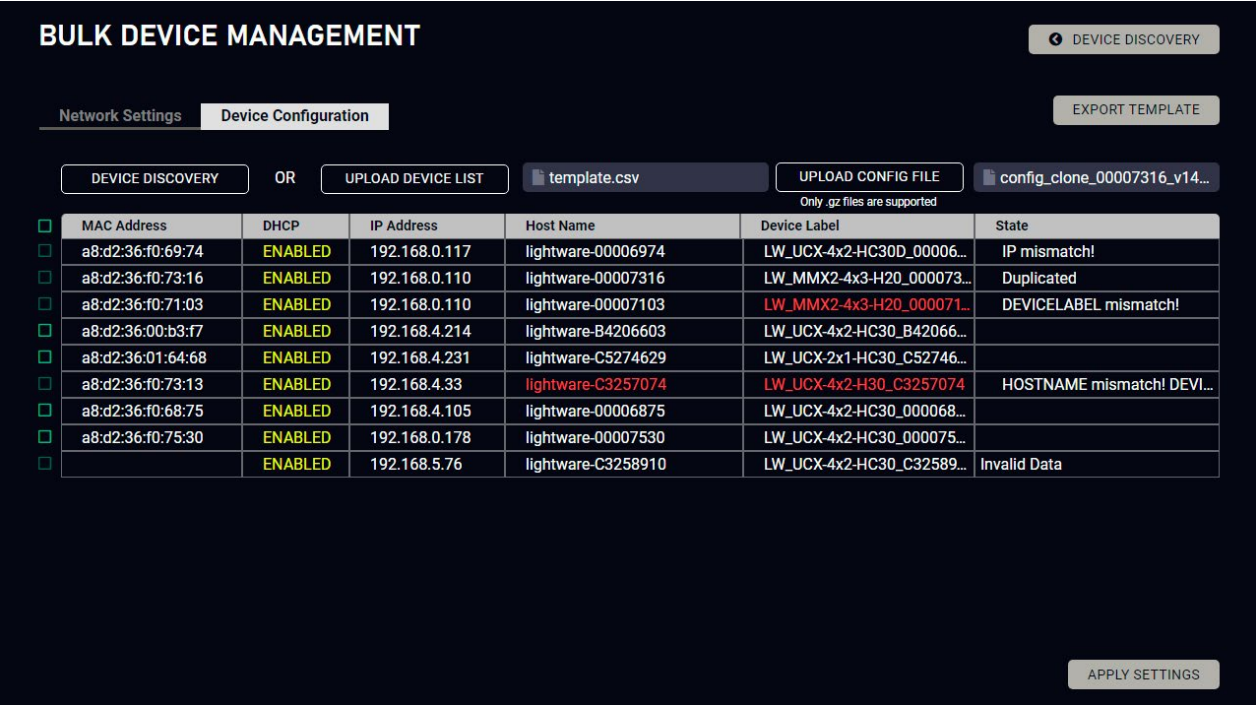 BULK DEVICE MANAGEMENT
DEVICE DISCOVERY
Network Settings Device Configuration
EXPORT TEMPLATE
DEVICE DISCOVERY OR UPLOAD DEVICE LIST template.csv UPLOAD CONFIG FILE config_clone_00007316_v14...
Only .gz files are supported
MAC Address DHCP IP Address Host Name Device Label State
a8:d2:36:f0:69:74 ENABLED 192.168.0.117 lightware-00006974 LW_UCX-4x2-HC30D_00006... IP mismatch!
a8:d2:36:f0:73:16 ENABLED 192.168.0.110 lightware-00007316 LW_MMX2-4x3-H20_000073... Duplicated
a8:d2:36:f0:71:03 ENABLED 192.168.0.110 lightware-00007103 LW_MMX2-4x3-H20_000071... DEVICELABEL mismatch!
a8:d2:36:00:b3:f7 ENABLED 192.168.4.214 lightware-B4206603 LW_UCX-4x2-HC30_B42066...
a8:d2:36:01:64:68 ENABLED 192.168.4.231 lightware-C5274629 LW_UCX-2x1-HC30_C52746...
a8:d2:36:f0:73:13 ENABLED 192.168.4.33 lightware-C3257074 LW_UCX-4x2-H30_C3257074 HOSTNAME mismatch! DEVI...
a8:d2:36:f0:68:75 ENABLED 192.168.4.105 lightware-00006875 LW_UCX-4x2-HC30_000068...
a8:d2:36:f0:75:30 ENABLED 192.168.0.178 lightware-00007530 LW_UCX-4x2-HC30_000075...
ENABLED 192.168.5.76 lightware-C3258910 LW_UCX-4x2-HC30_C32589... Invalid Data
APPLY SETTINGS